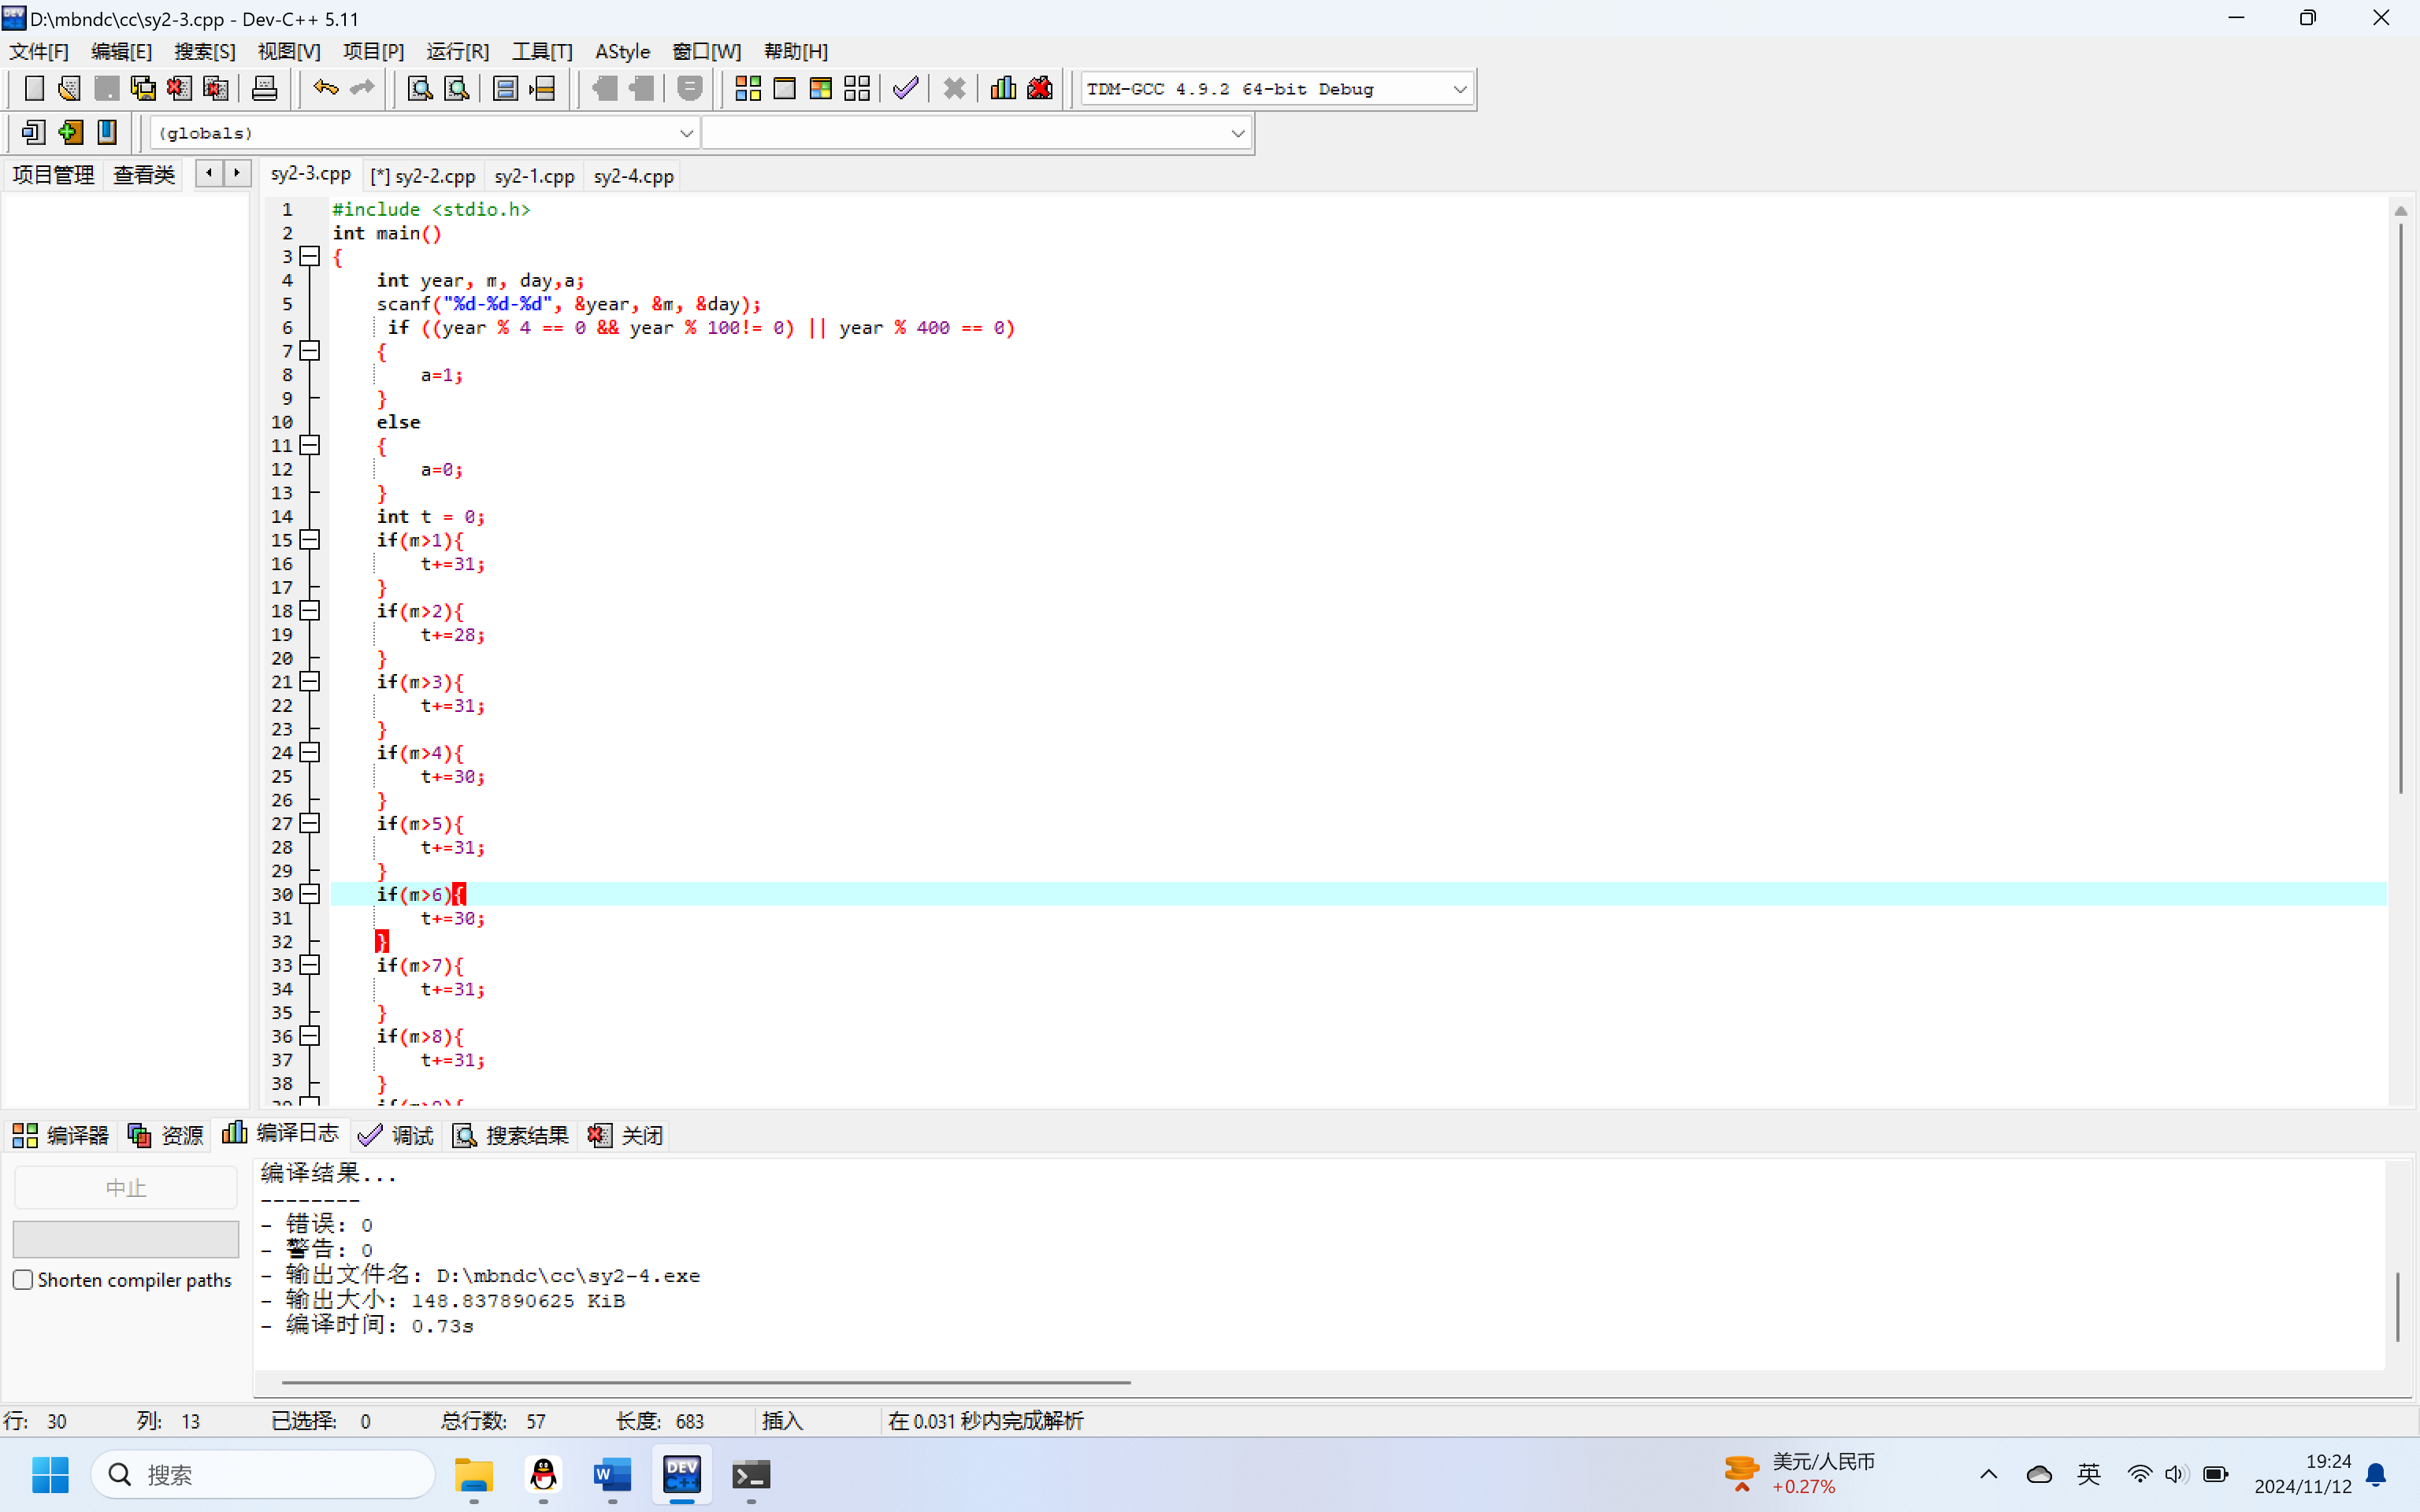 D:\mbndc\cc\sy2-3.cpp - Dev-C++ 5.11
文件[F] 编辑[E] 搜索[S] 视图[V] 项目[P] 运行[R] 工具[T] AStyle 窗口[W] 帮助[H]
TDM-GCC 4.9.2 64-bit Debug
(globals)
项目管理 查看类 sy2-3.cpp [*] sy2-2.cpp sy2-1.cpp sy2-4.cpp
1 #include <stdio.h>
2 int main()
3 {
4 int year, m, day,a;
5 scanf("%d-%d-%d", &year, &m, &day);
6 if ((year % 4 == 0 && year % 100!= 0) || year % 400 == 0)
7 {
8 a=1;
9 }
10 else
11 {
12 a=0;
13 }
14 int t = 0;
15 if(m>1){
16 t+=31;
17 }
18 if(m>2){
19 t+=28;
20 }
21 if(m>3){
22 t+=31;
23 }
24 if(m>4){
25 t+=30;
26 }
27 if(m>5){
28 t+=31;
29 }
30 if(m>6){
31 t+=30;
32 }
33 if(m>7){
34 t+=31;
35 }
36 if(m>8){
37 t+=31;
38 }
编译器 资源 编译日志 调试 搜索结果 关闭
中止
Shorten compiler paths
编译结果...
--------
- 错误: 0
- 警告: 0
- 输出文件名: D:\mbndc\cc\sy2-4.exe
- 输出大小: 148.837890625 KiB
- 编译时间: 0.73s
行: 30 列: 13 已选择: 0 总行数: 57 长度: 683 插入 在 0.031 秒内完成解析
搜索
DEV C++
美元/人民币
+0.27%
英
19:24
2024/11/12